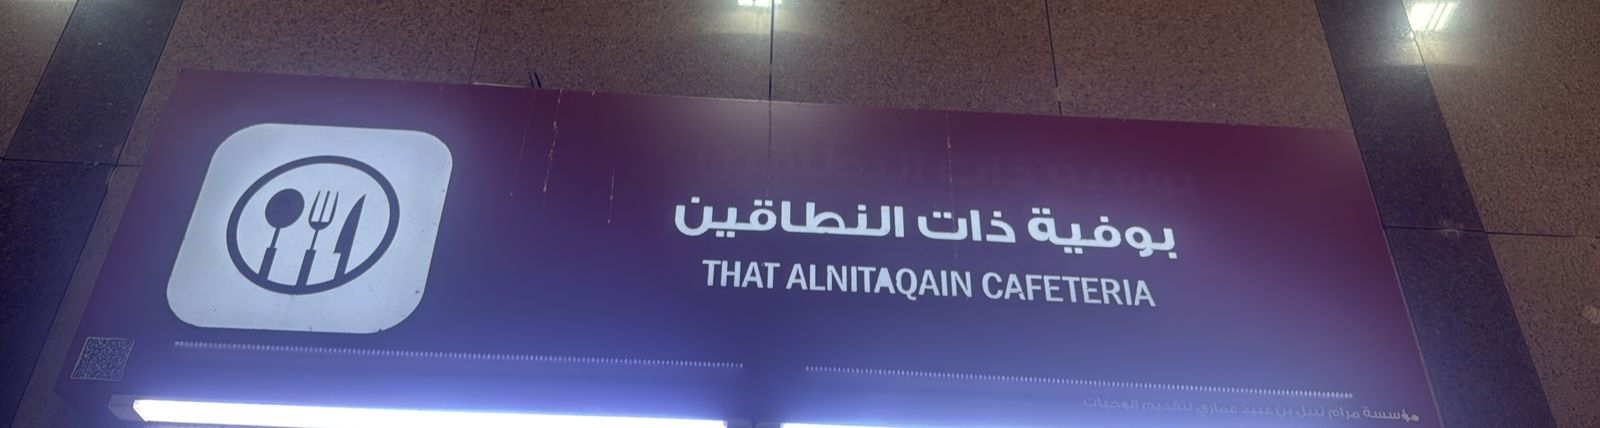 بوفية ذات النطاقين
THAT ALNITAQAIN CAFETERIA
مؤسسة مرام نبيل بن عبيد عماري لتقديم الوجبات